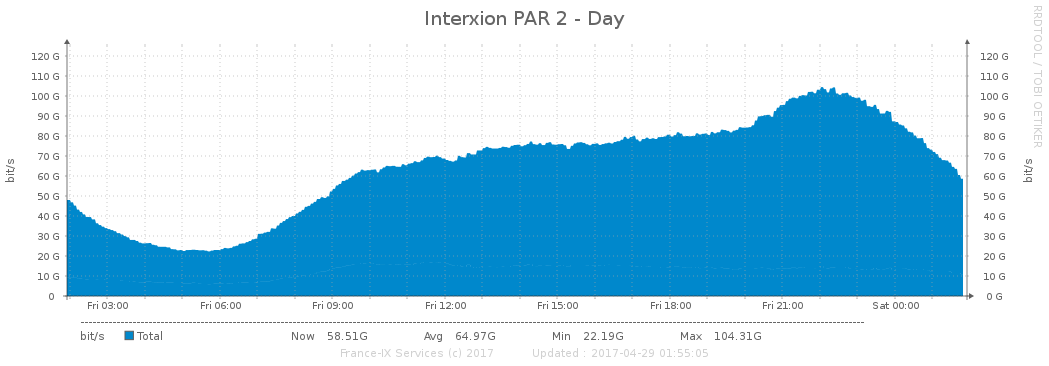 Interxion PAR 2 - Day
RRDTOOL / TOBI OETIKER
120 G 120 G
110 G 110 G
100 G 100 G
90 G 90 G
80 G 80 G
70 G 70 G
60 G 60 G
50 G 50 G
40 G 40 G
30 G 30 G
20 G 20 G
10 G 10 G
0 0 G
bit/s
bit/s
Fri 03:00 Fri 06:00 Fri 09:00 Fri 12:00 Fri 15:00 Fri 18:00 Fri 21:00 Sat 00:00
bit/s Total Now 58.51G Avg 64.97G Min 22.19G Max 104.31G
France-IX Services (c) 2017 Updated : 2017-04-29 01:55:05